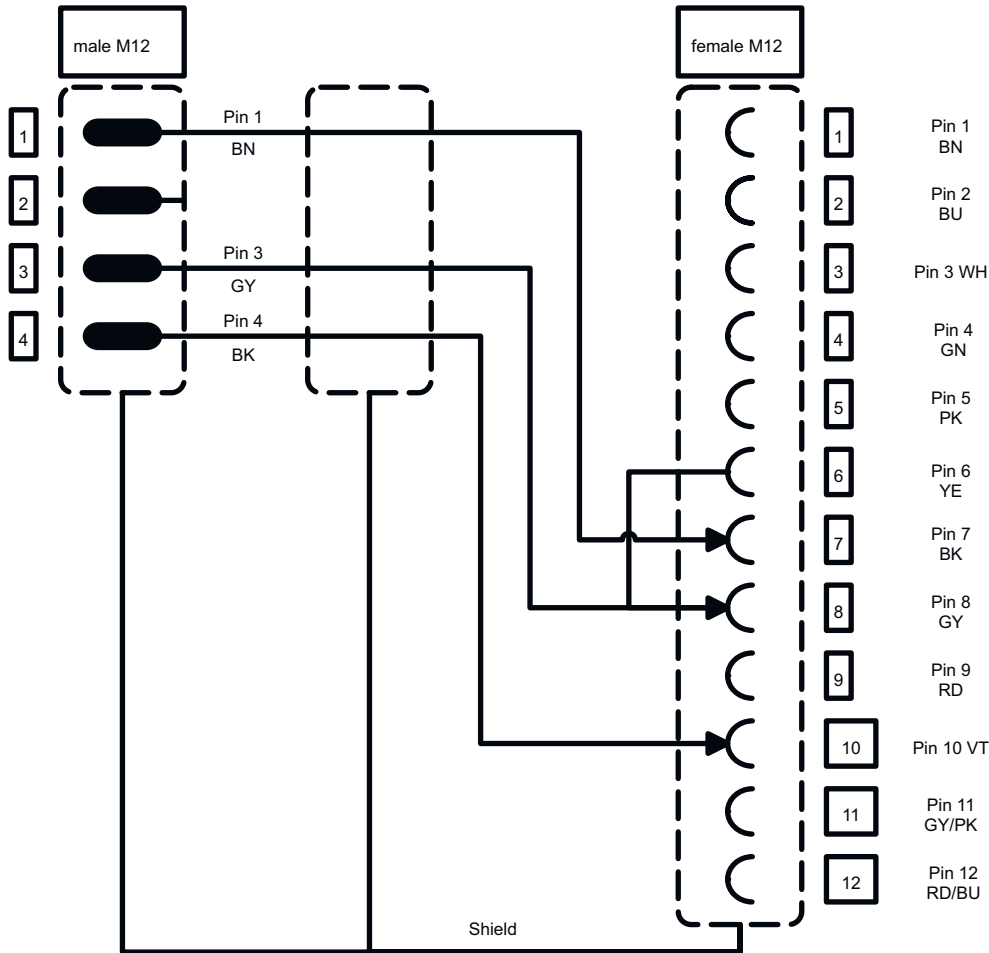 male M12
female M12
1
Pin 1
BN
2
3
Pin 3
GY
4
Pin 4
BK
1
Pin 1
BN
2
Pin 2
BU
3
Pin 3 WH
4
Pin 4
GN
5
Pin 5
PK
6
Pin 6
YE
7
Pin 7
BK
8
Pin 8
GY
9
Pin 9
RD
10
Pin 10 VT
11
Pin 11
GY/PK
12
Pin 12
RD/BU
Shield